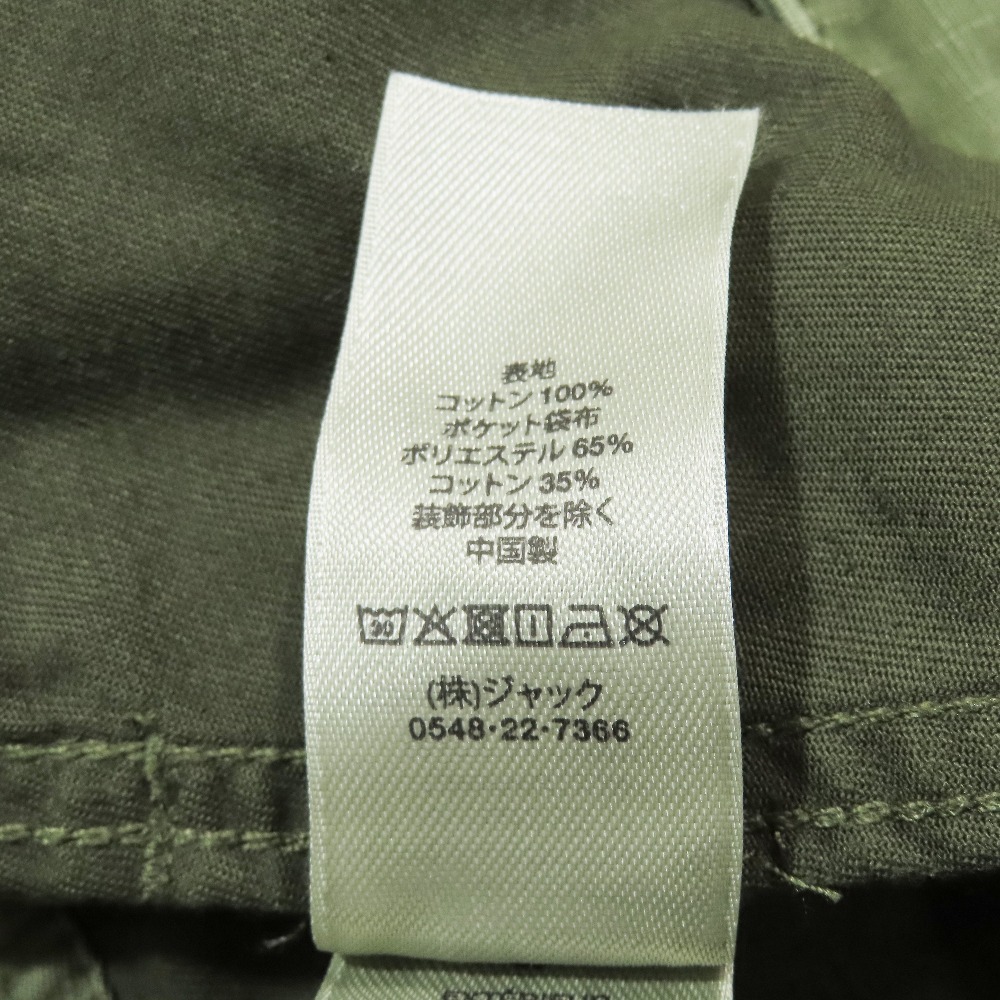 表地
コットン 100%
ポケット袋布
ポリエステル 65%
コットン 35%
装飾部分を除く
中国製
30
(株)ジャック
0548·22·7366